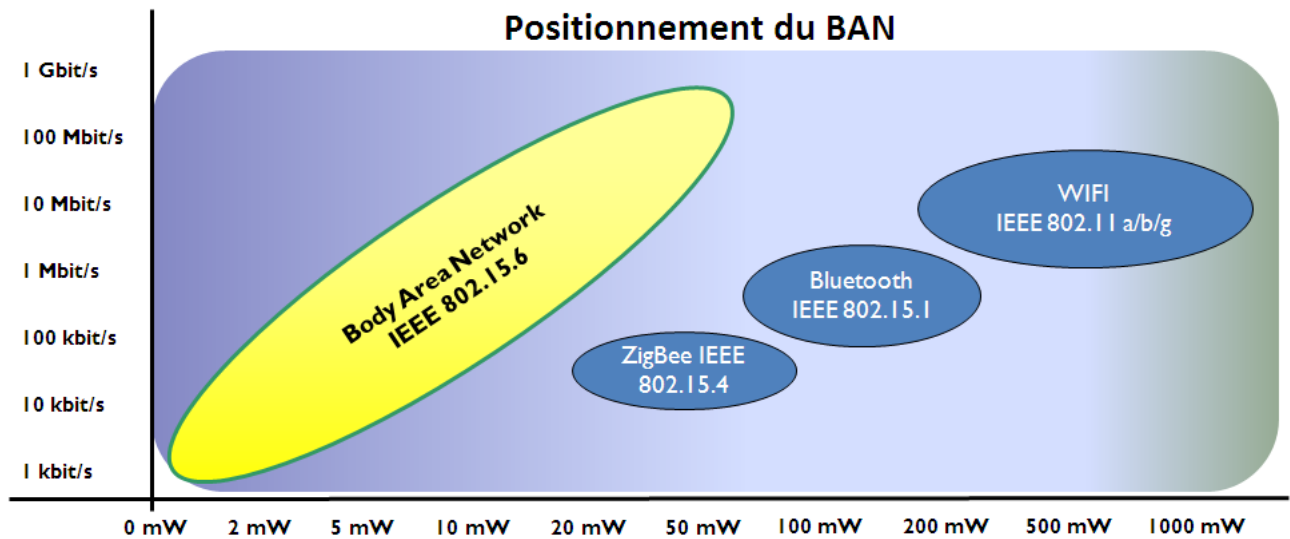 Positionnement du BAN
1 Gbit/s
100 Mbit/s
10 Mbit/s
1 Mbit/s
100 kbit/s
10 kbit/s
1 kbit/s
Body Area Network
IEEE 802.15.6
ZigBee IEEE
802.15.4
Bluetooth
IEEE 802.15.1
WIFI
IEEE 802.11 a/b/g
0 mW 2 mW 5 mW 10 mW 20 mW 50 mW 100 mW 200 mW 500 mW 1000 mW